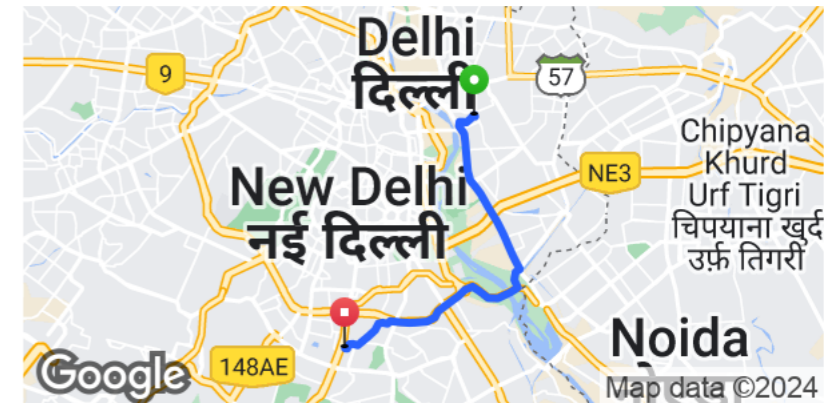 Delhi
दिल्ली
9
57
Chipyana
Khurd
Urf Tigri
चिपयाना खुर्द
उर्फ़ तिगरी
NE3
New Delhi
नई दिल्ली
Noida
148AE
Google
Map data ©2024